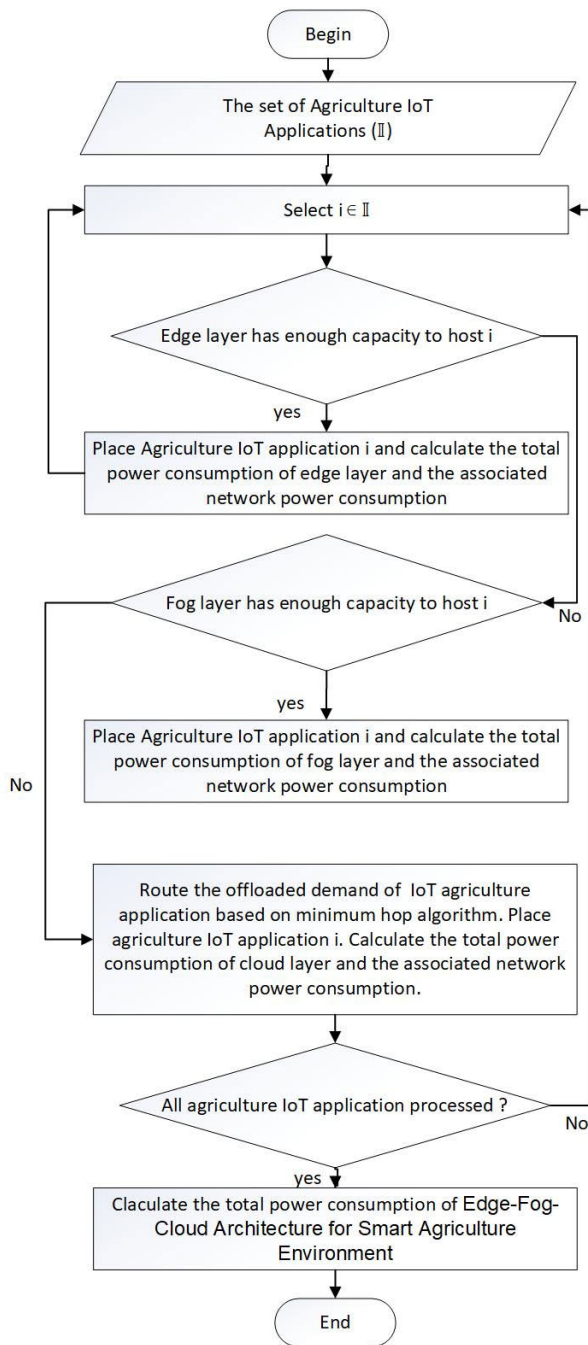 Begin
The set of Agriculture IoT
Applications (𝕀)
Select i ∈ 𝕀
Edge layer has enough capacity to host i
yes
Place Agriculture IoT application i and calculate the total
power consumption of edge layer and the associated
network power consumption
Fog layer has enough capacity to host i
No
yes
Place Agriculture IoT application i and calculate the total
power consumption of fog layer and the associated
network power consumption
No
Route the offloaded demand of IoT agriculture
application based on minimum hop algorithm. Place
agriculture IoT application i. Calculate the total power
consumption of cloud layer and the associated network
power consumption.
All agriculture IoT application processed ?
No
yes
Claculate the total power consumption of Edge-Fog-
Cloud Architecture for Smart Agriculture
Environment
End